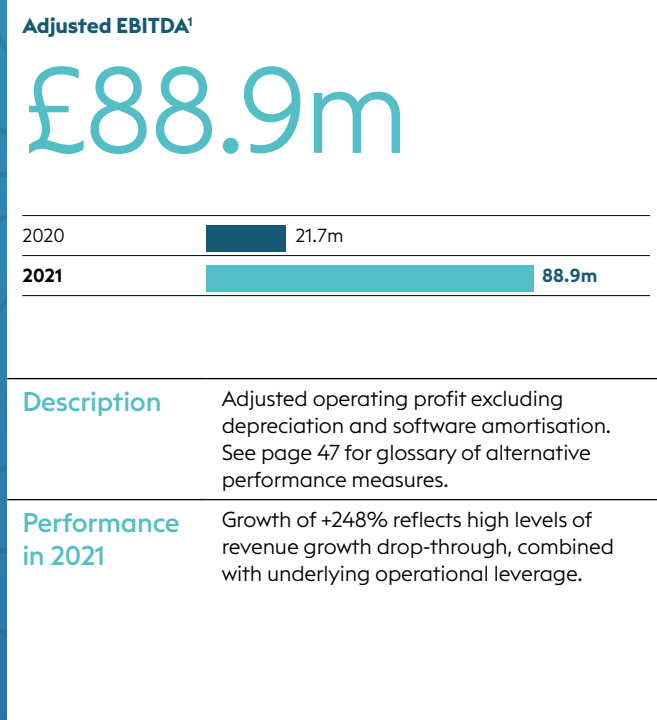 Adjusted EBITDA¹
£88.9m
2020 21.7m
2021 88.9m
Description
Adjusted operating profit excluding
depreciation and software amortisation.
See page 47 for glossary of alternative
performance measures.
Performance
in 2021
Growth of +248% reflects high levels of
revenue growth drop-through, combined
with underlying operational leverage.